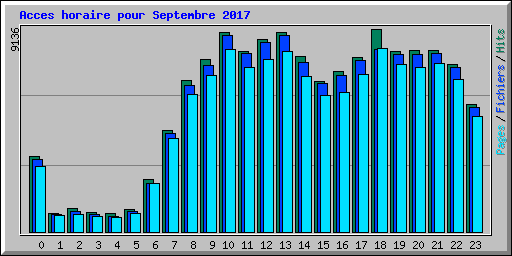 Acces horaire pour Septembre 2017
9136
Pages / Fichiers / Hits
0 1 2 3 4 5 6 7 8 9 10 11 12 13 14 15 16 17 18 19 20 21 22 23